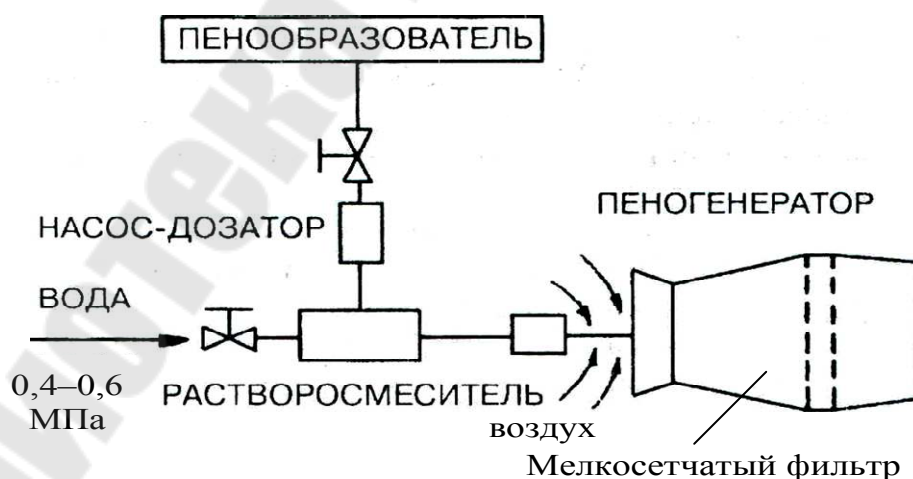 ПЕНООБРАЗОВАТЕЛЬ
НАСОС-ДОЗАТОР
ПЕНОГЕНЕРАТОР
ВОДА
0,4–0,6
МПа
РАСТВОРОСМЕСИТЕЛЬ
воздух
Мелкосетчатый фильтр